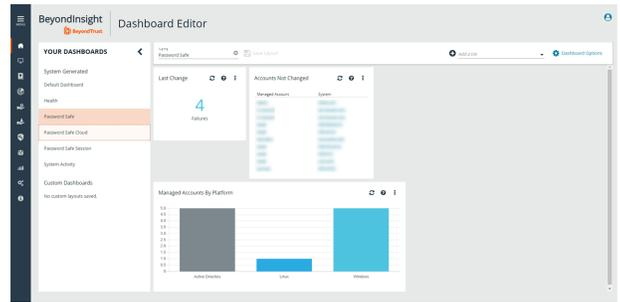 MENU
BeyondInsight
BeyondTrust
Dashboard Editor
YOUR DASHBOARDS
System Generated
Default Dashboard
Health
Password Safe
Password Safe Cloud
Password Safe Session
System Activity
Custom Dashboards
No custom layouts saved.
Name
Password Safe
Save Layout
Add a tile
Dashboard Options
Last Change
4
Failures
Accounts Not Changed
Managed Account System
Managed Accounts By Platform
5.0
4.5
4.0
3.5
3.0
2.5
2.0
1.5
1.0
0.5
0
Active Directory Linux Windows